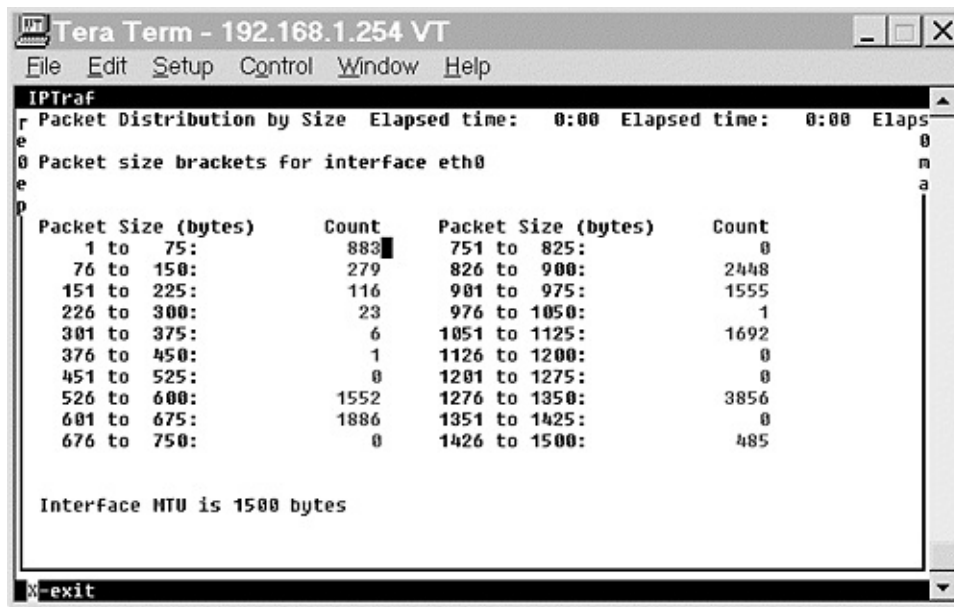 Tera Term - 192.168.1.254 VT
File Edit Setup Control Window Help
IPTraf
r Packet Distribution by Size Elapsed time: 0:00 Elapsed time: 0:00 Elaps
e 0
0 Packet size brackets for interface eth0 m
e a
p
Packet Size (bytes) Count Packet Size (bytes) Count
1 to 75: 883 751 to 825: 0
76 to 150: 279 826 to 900: 2448
151 to 225: 116 901 to 975: 1555
226 to 300: 23 976 to 1050: 1
301 to 375: 6 1051 to 1125: 1692
376 to 450: 1 1126 to 1200: 0
451 to 525: 0 1201 to 1275: 0
526 to 600: 1552 1276 to 1350: 3856
601 to 675: 1886 1351 to 1425: 0
676 to 750: 0 1426 to 1500: 485
Interface MTU is 1500 bytes
X-exit